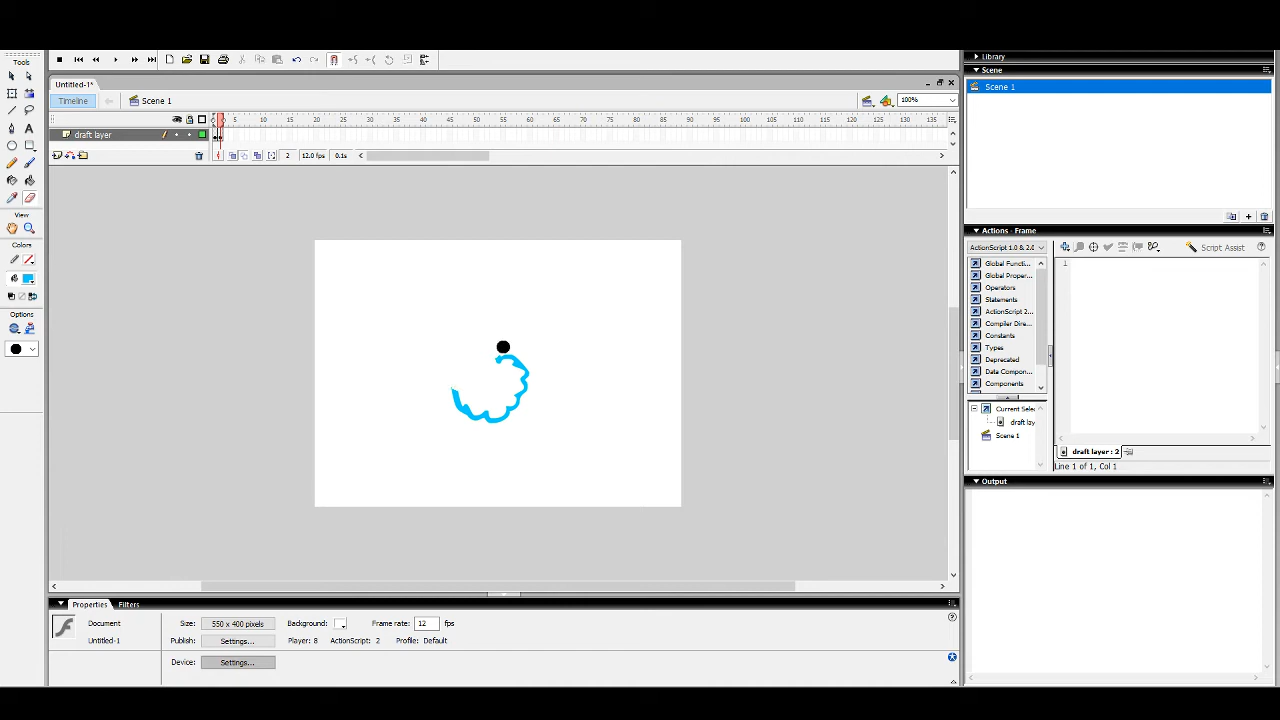 Tools
Library
Scene
Scene 1
Untitled-1*
Timeline
Scene 1
100%
5 10 15 20 25 30 35 40 45 50 55 60 65 70 75 80 85 90 95 100 105 110 115 120 125 130 135
draft layer
2 12.0 fps 0.1s
View
Colors
Options
Actions - Frame
ActionScript 1.0 & 2.0
Script Assist
1
Global Functi...
Global Proper...
Operators
Statements
ActionScript 2...
Compiler Dire...
Constants
Types
Deprecated
Data Compon...
Components
Current Selec
draft lay
Scene 1
draft layer : 2
Line 1 of 1, Col 1
Output
Properties Filters
Document
Untitled-1
Size: 550 x 400 pixels Background: Frame rate: 12 fps
Publish: Settings... Player: 8 ActionScript: 2 Profile: Default
Device: Settings...